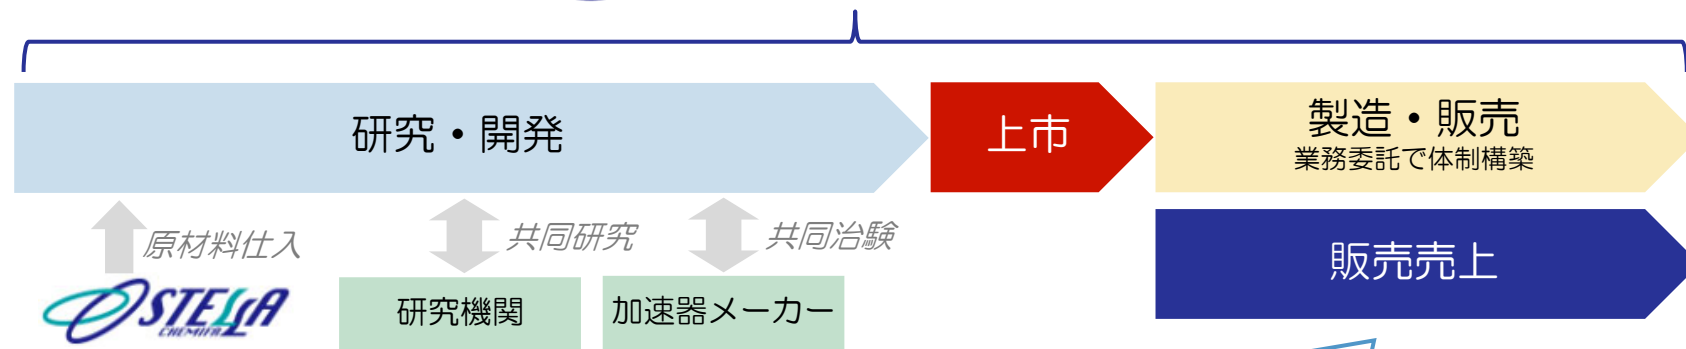 研究・開発
上市
製造・販売
業務委託で体制構築
原材料仕入
共同研究
共同治験
販売売上
STELLA
CHEMIFA
研究機関
加速器メーカー